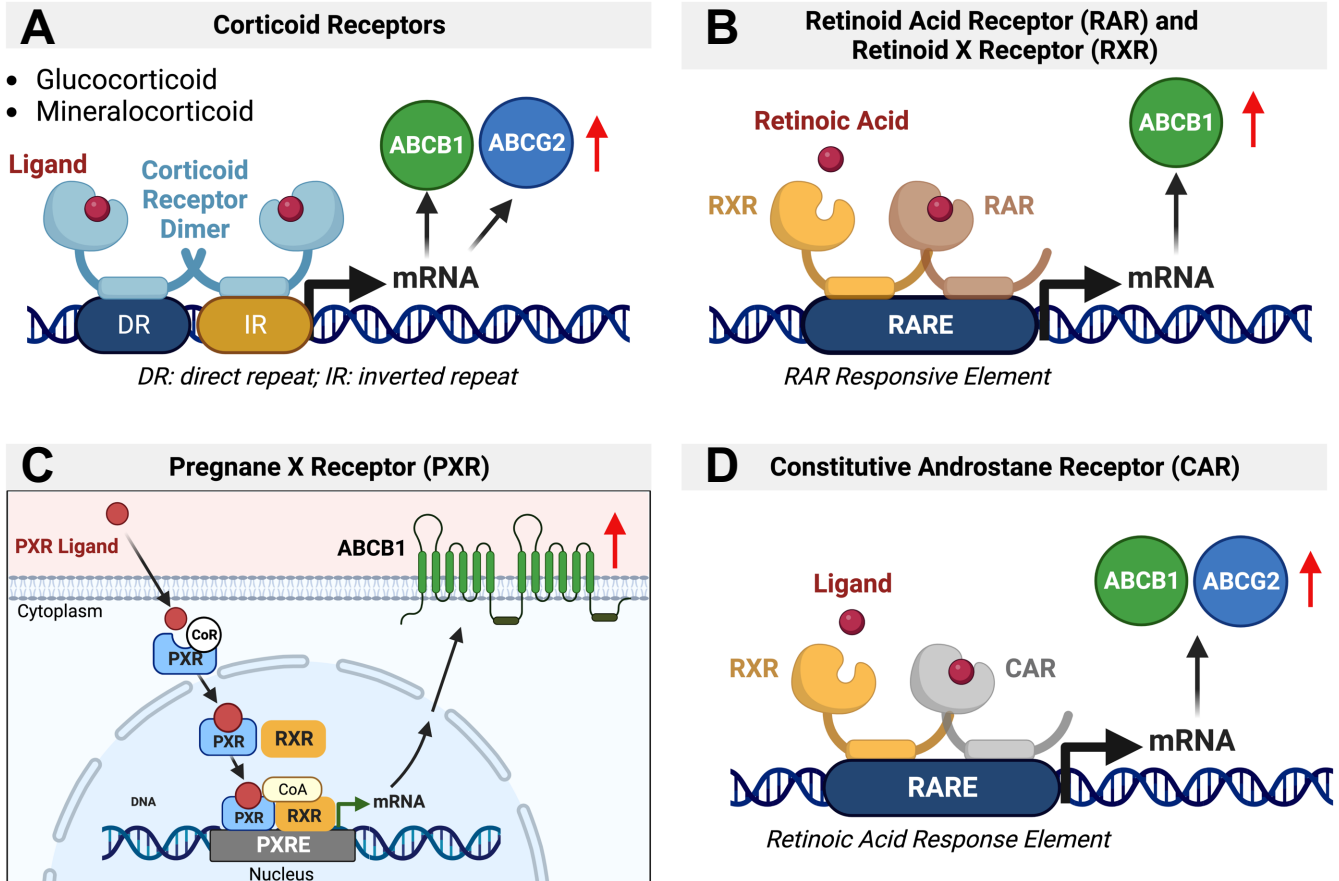 A
Corticoid Receptors
• Glucocorticoid
• Mineralocorticoid
Ligand
Corticoid
Receptor
Dimer
ABCB1
ABCG2
mRNA
DR
IR
DR: direct repeat; IR: inverted repeat
B
Retinoid Acid Receptor (RAR) and
Retinoid X Receptor (RXR)
Retinoic Acid
ABCB1
RXR
RAR
mRNA
RARE
RAR Responsive Element
C
Pregnane X Receptor (PXR)
PXR Ligand
ABCB1
Cytoplasm
CoR
PXR
PXR
RXR
CoA
DNA
PXR
RXR
mRNA
PXRE
Nucleus
D
Constitutive Androstane Receptor (CAR)
Ligand
ABCB1
ABCG2
RXR
CAR
mRNA
RARE
Retinoic Acid Response Element